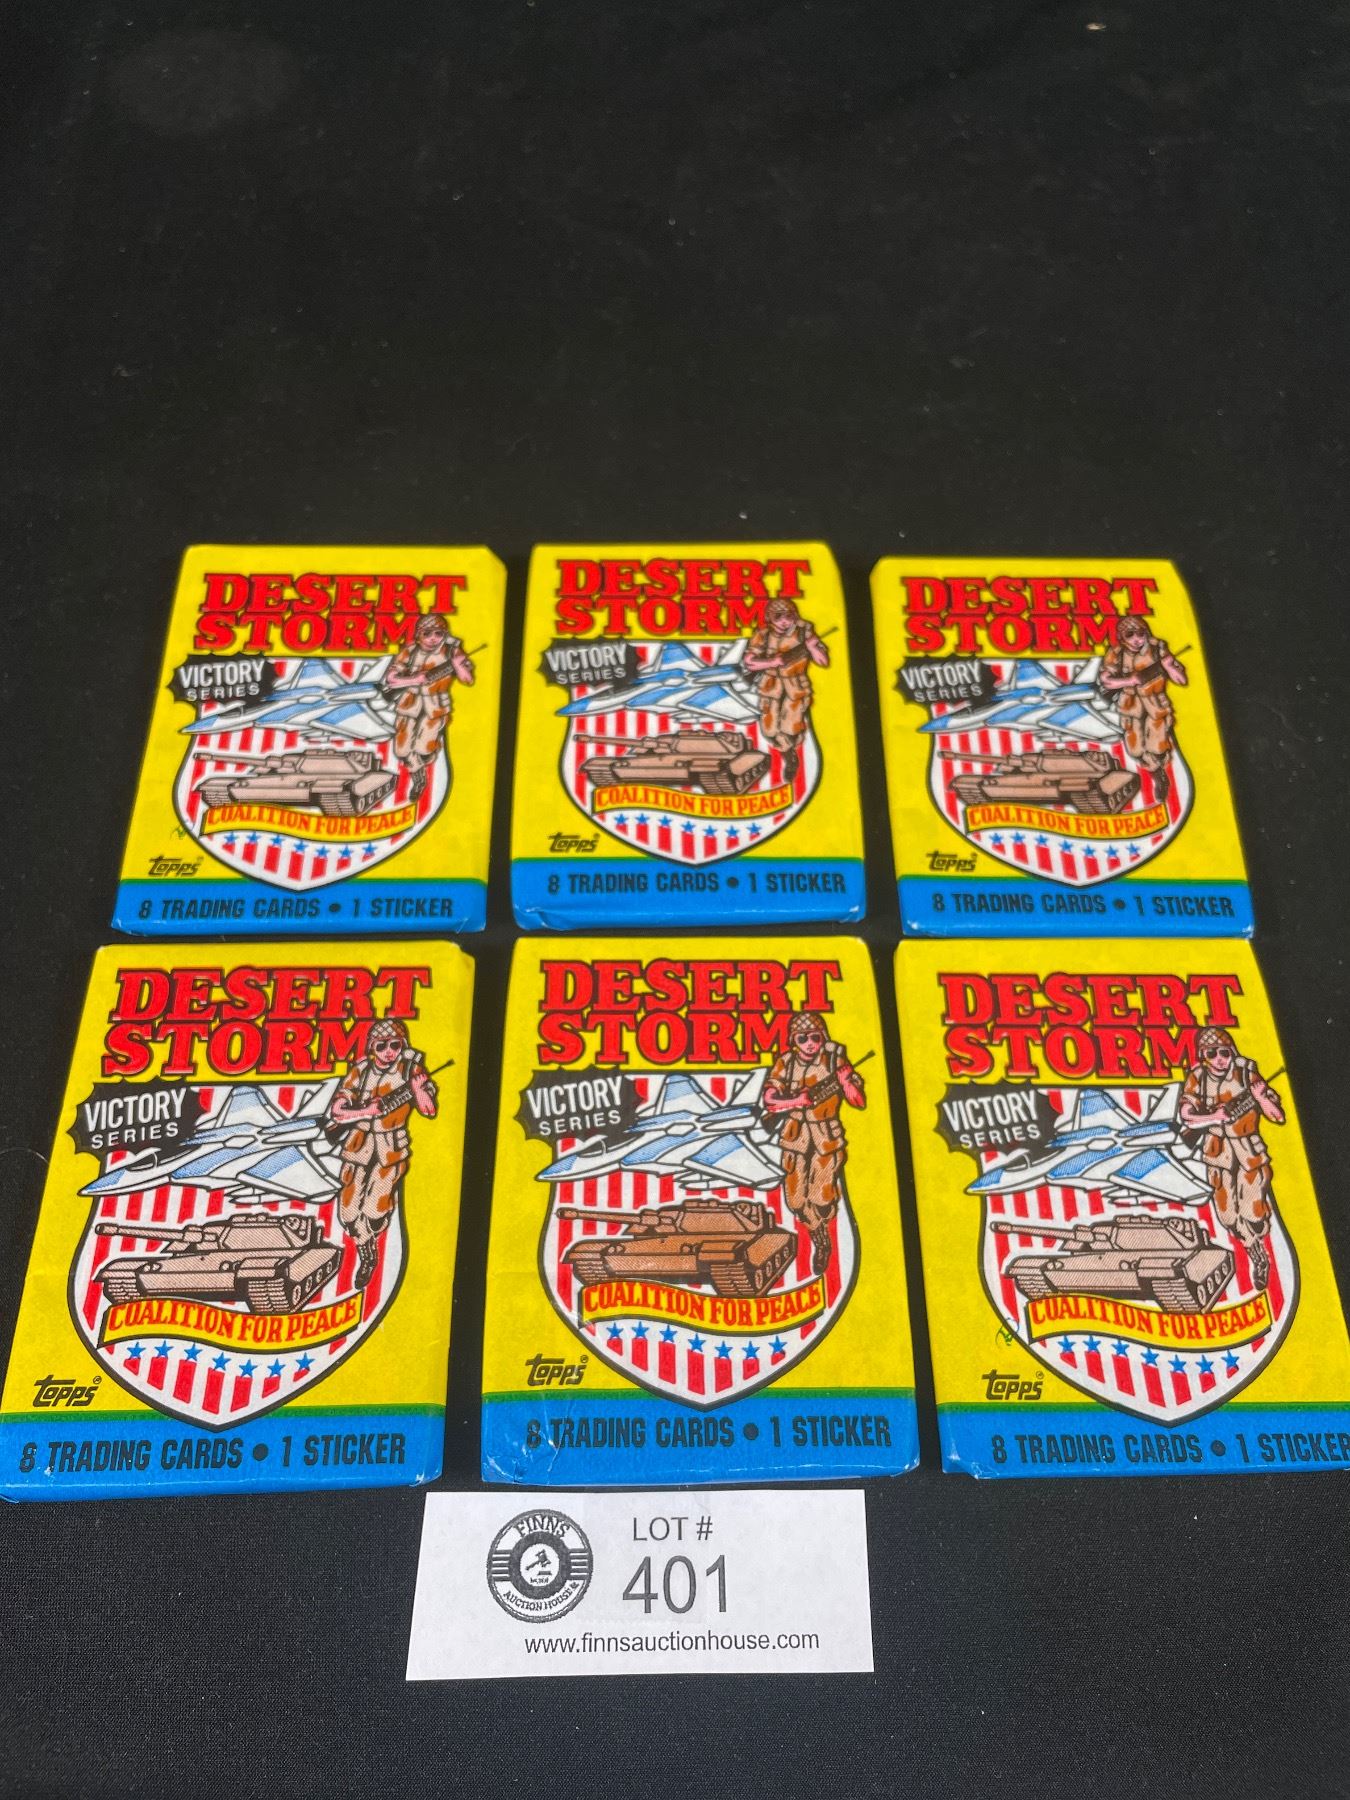 DESERT
STORM
VICTORY
SERIES
COALITION FOR PEACE
Topps®
8 TRADING CARDS • 1 STICKER
DESERT
STORM
VICTORY
SERIES
COALITION FOR PEACE
Topps®
8 TRADING CARDS • 1 STICKER
DESERT
STORM
VICTORY
SERIES
COALITION FOR PEACE
Topps®
8 TRADING CARDS • 1 STICKER
DESERT
STORM
VICTORY
SERIES
COALITION FOR PEACE
Topps®
8 TRADING CARDS • 1 STICKER
DESERT
STORM
VICTORY
SERIES
COALITION FOR PEACE
Topps®
8 TRADING CARDS • 1 STICKER
DESERT
STORM
VICTORY
SERIES
COALITION FOR PEACE
Topps®
8 TRADING CARDS • 1 STICKER
FINNS
AUCTION HOUSE
LOT #
401
www.finnsauctionhouse.com